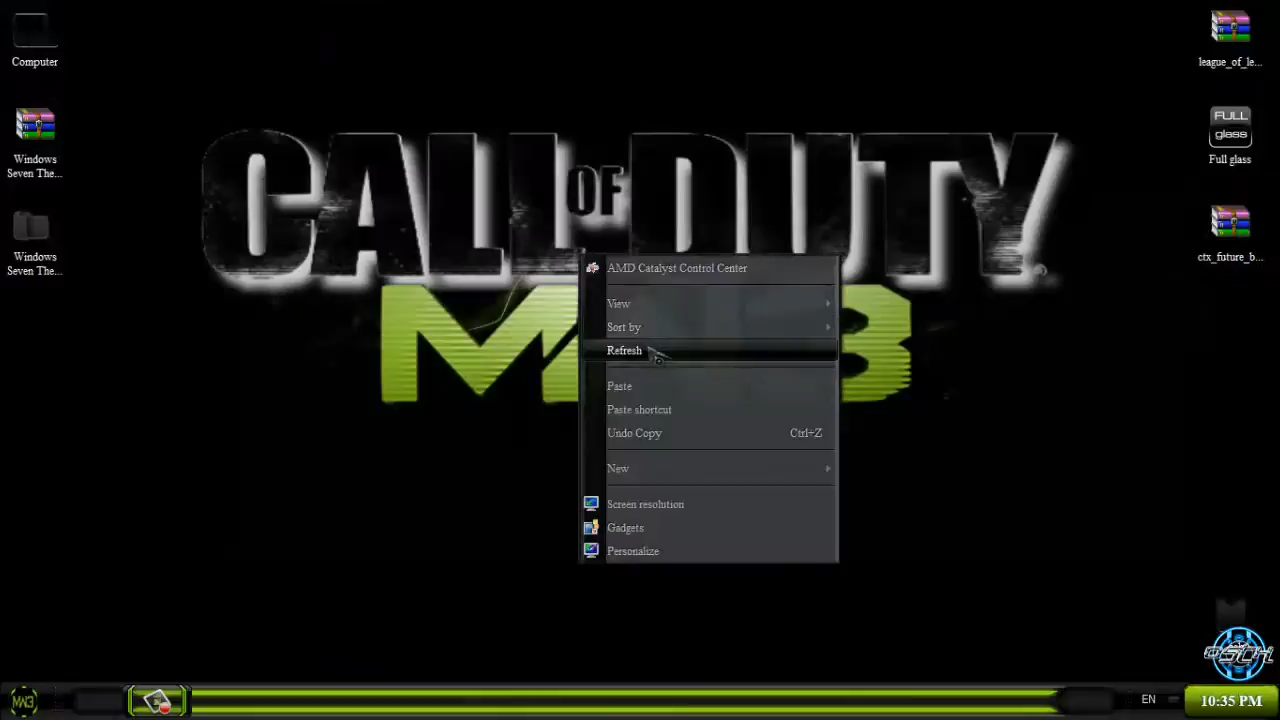 Computer
Windows
Seven The...
Windows
Seven The...
CALL OF DUTY
AMD Catalyst Control Center
View
Sort by
Refresh
Paste
Paste shortcut
Undo Copy Ctrl+Z
New
Screen resolution
Gadgets
Personalize
league_of_le...
FULL
glass
Full glass
ctx_future_b...
MW3
EN
10:35 PM